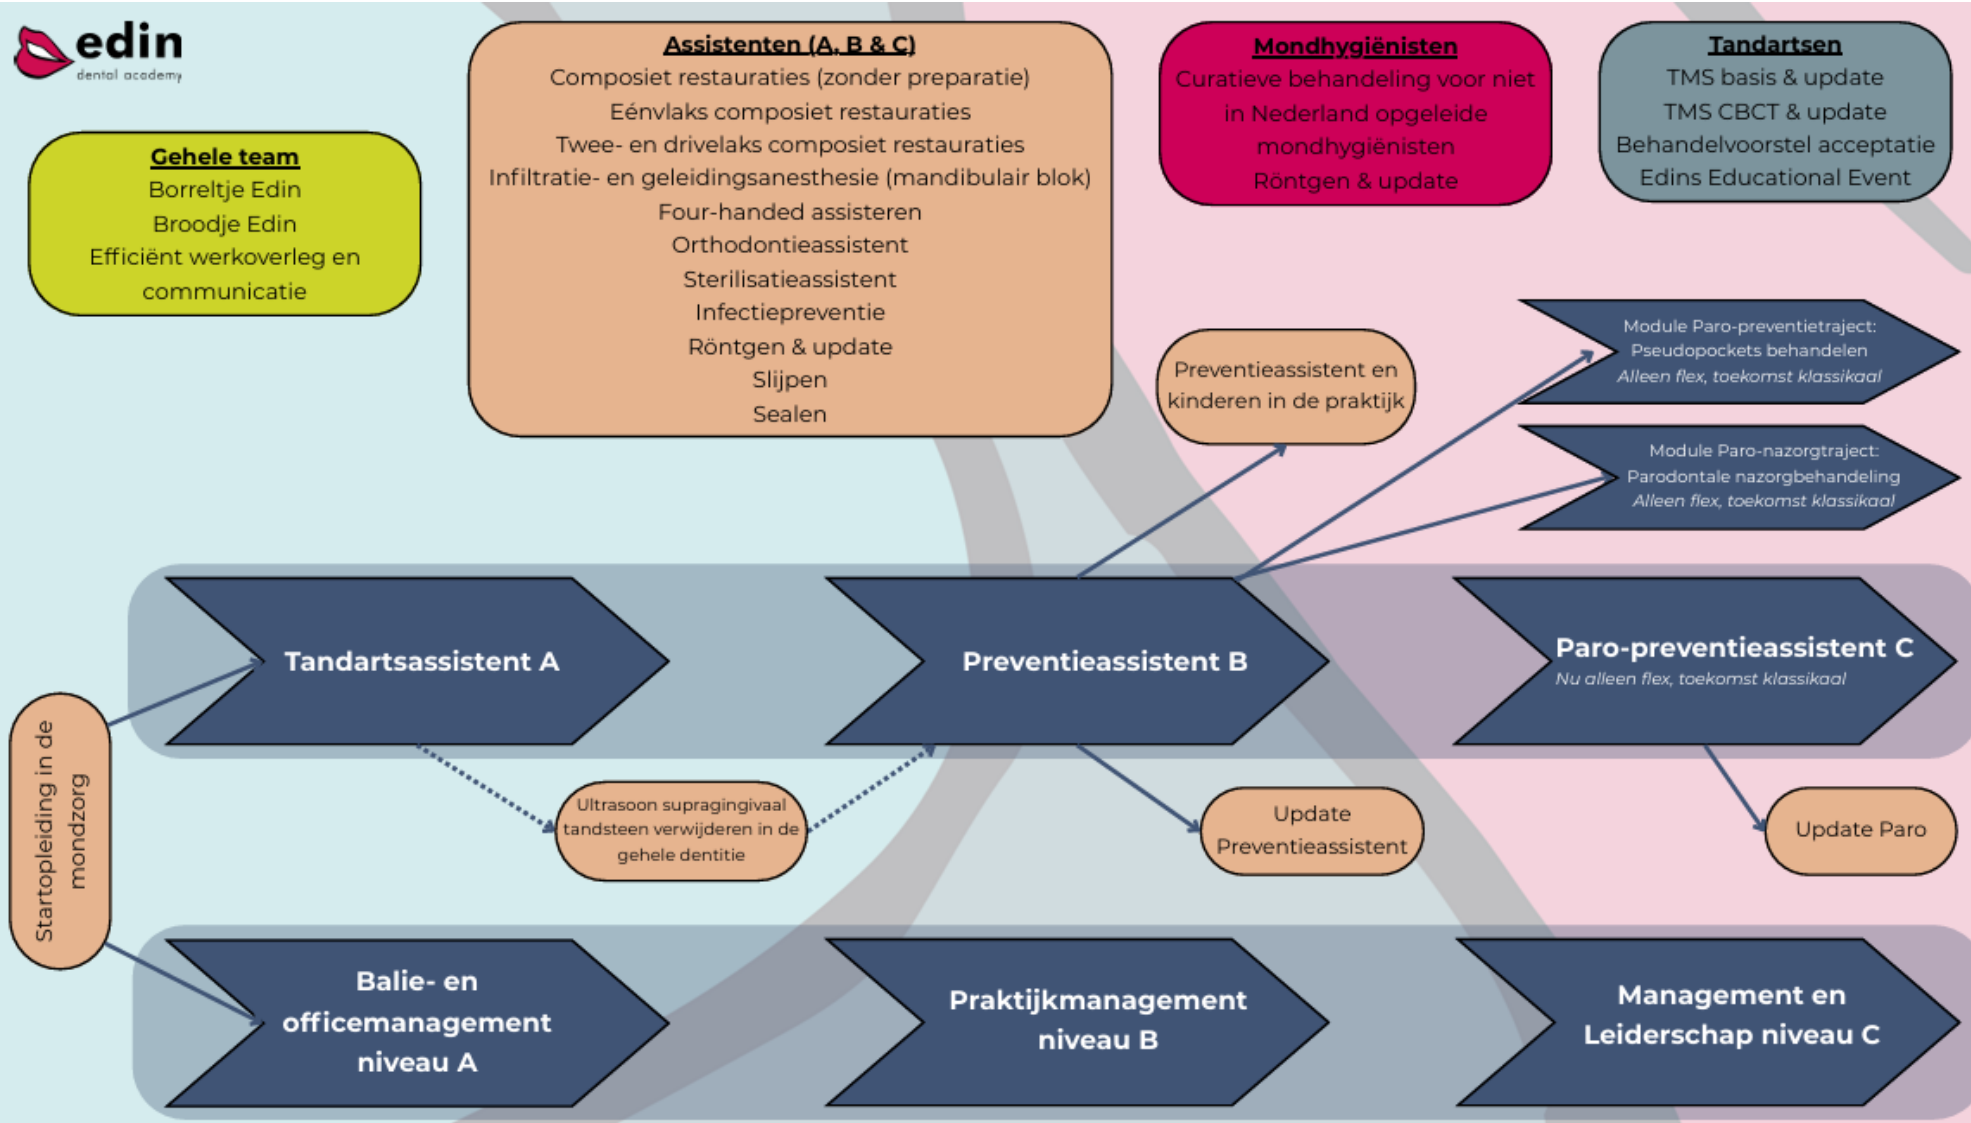 edin
dental academy
Gehele team
Borreltje Edin
Broodje Edin
Efficiënt werkoverleg en
communicatie
Assistenten (A, B & C)
Composiet restauraties (zonder preparatie)
Eénvlaks composiet restauraties
Twee- en drivelaks composiet restauraties
Infiltratie- en geleidingsanesthesie (mandibulair blok)
Four-handed assisteren
Orthodontieassistent
Sterilisatieassistent
Infectiepreventie
Röntgen & update
Slijpen
Sealen
Mondhygiënisten
Curatieve behandeling voor niet
in Nederland opgeleide
mondhygiënisten
Röntgen & update
Tandartsen
TMS basis & update
TMS CBCT & update
Behandelvoorstel acceptatie
Edins Educational Event
Preventieassistent en
kinderen in de praktijk
Module Paro-preventietraject:
Pseudopockets behandelen
Alleen flex, toekomst klassikaal
Module Paro-nazorgtraject:
Parodontale nazorgbehandeling
Alleen flex, toekomst klassikaal
Startopleiding in de
mondzorg
Tandartsassistent A
Preventieassistent B
Paro-preventieassistent C
Nu alleen flex, toekomst klassikaal
Ultrasoon supragingivaal
tandsteen verwijderen in de
gehele dentitie
Update
Preventieassistent
Update Paro
Balie- en
officemanagement
niveau A
Praktijkmanagement
niveau B
Management en
Leiderschap niveau C